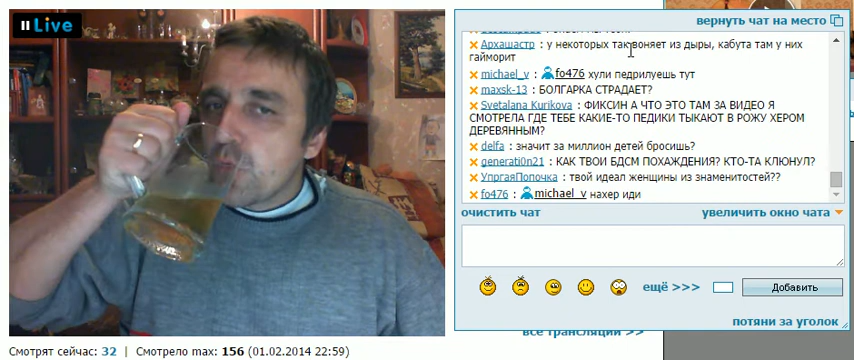 Live
вернуть чат на место
Архашастр : у некоторых так воняет из дыры, кабута там у них
гайморит
michael_v : fo476 хули педрилуешь тут
maxsk-13 : БОЛГАРКА СТРАДАЕТ?
Svetalana Kurikova : ФИКСИН А ЧТО ЭТО ТАМ ЗА ВИДЕО Я
СМОТРЕЛА ГДЕ ТЕБЕ КАКИЕ-ТО ПЕДИКИ ТЫКАЮТ В РОЖУ ХЕРОМ
ДЕРЕВЯННЫМ?
delfa : значит за миллион детей бросишь?
generati0n21 : КАК ТВОИ БДСМ ПОХАЖДЕНИЯ? КТО-ТА КЛЮНУЛ?
УпргаяПопочка : твой идеал женщины из знаменитостей??
fo476 : michael_v нахер иди
очистить чат
увеличить окно чата
ещё >>>
Добавить
потяни за уголок
все трансляции >>
Смотрят сейчас: 32 | Смотрело max: 156 (01.02.2014 22:59)